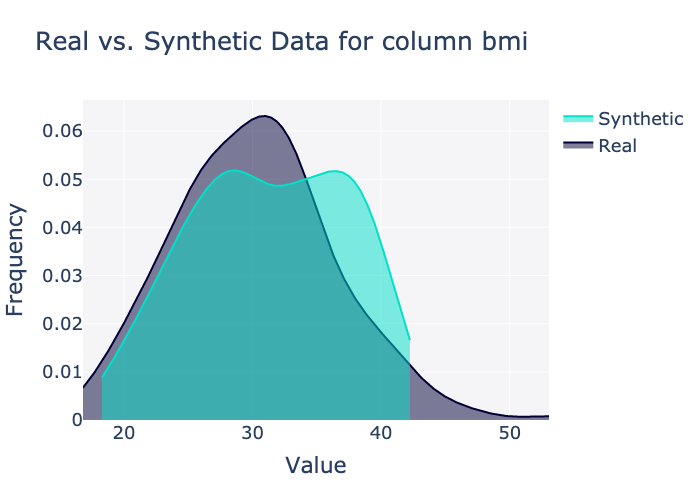 Real vs. Synthetic Data for column bmi
Synthetic
Real
Frequency
0.06
0.05
0.04
0.03
0.02
0.01
0
20 30 40 50
Value